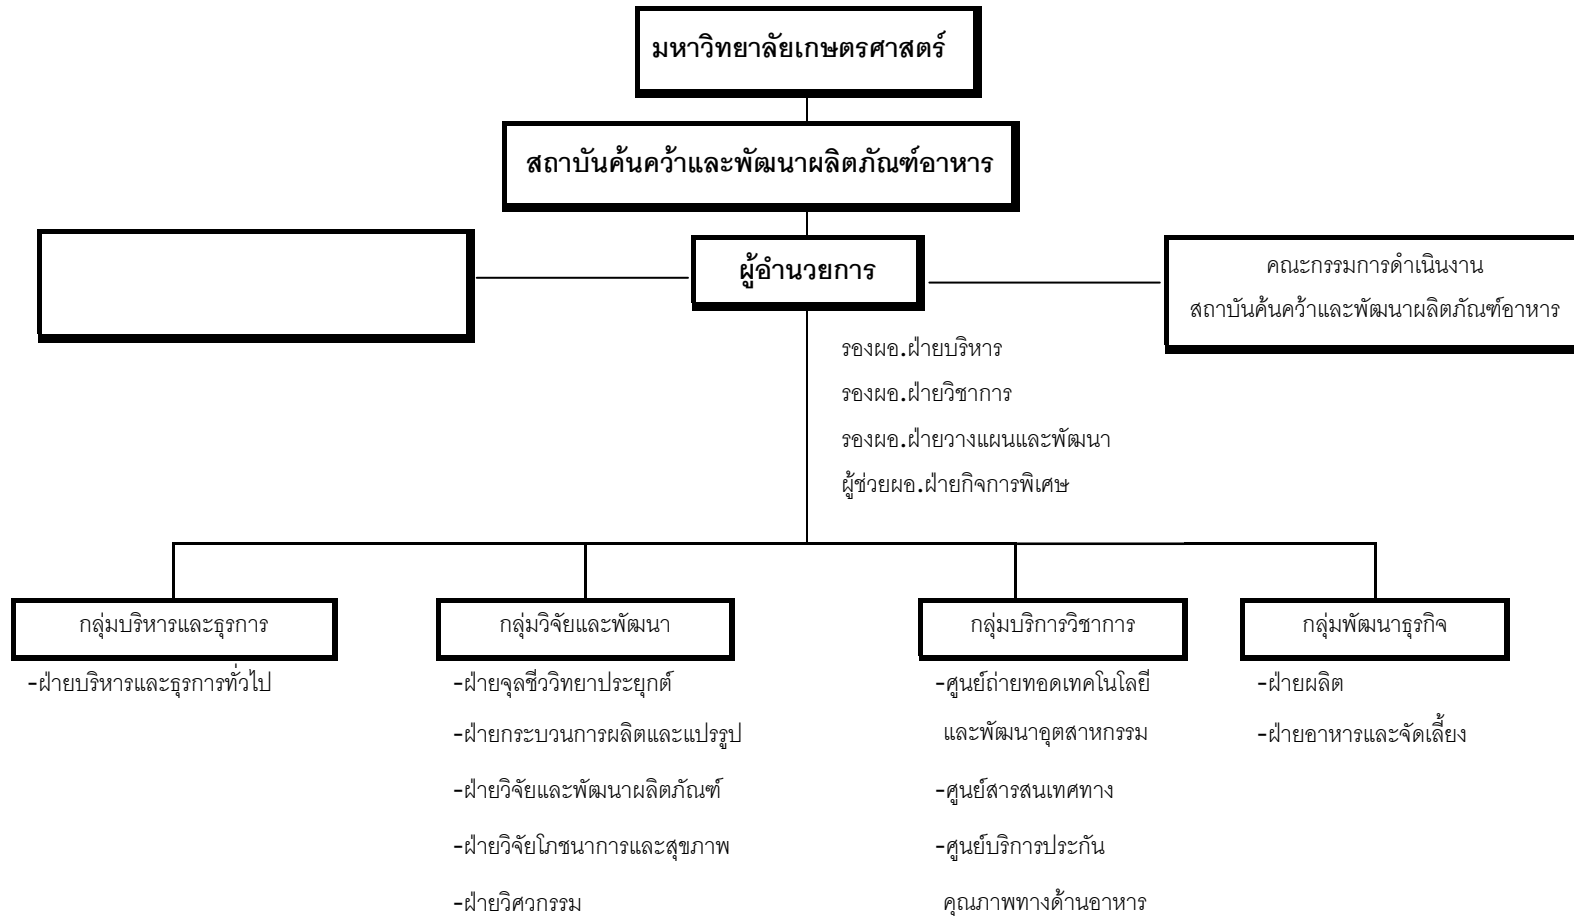 มหาวิทยาลัยเกษตรศาสตร์
สถาบันค้นคว้าและพัฒนาผลิตภัณฑ์อาหาร
ผู้อำนวยการ
คณะกรรมการดำเนินงาน
สถาบันค้นคว้าและพัฒนาผลิตภัณฑ์อาหาร
รองผอ.ฝ่ายบริหาร
รองผอ.ฝ่ายวิชาการ
รองผอ.ฝ่ายวางแผนและพัฒนา
ผู้ช่วยผอ.ฝ่ายกิจการพิเศษ
กลุ่มบริหารและธุรการ
-ฝ่ายบริหารและธุรการทั่วไป
กลุ่มวิจัยและพัฒนา
-ฝ่ายจุลชีววิทยาประยุกต์
-ฝ่ายกระบวนการผลิตและแปรรูป
-ฝ่ายวิจัยและพัฒนาผลิตภัณฑ์
-ฝ่ายวิจัยโภชนาการและสุขภาพ
-ฝ่ายวิศวกรรม
กลุ่มบริการวิชาการ
-ศูนย์ถ่ายทอดเทคโนโลยี
และพัฒนาอุตสาหกรรม
-ศูนย์สารสนเทศทาง
-ศูนย์บริการประกัน
คุณภาพทางด้านอาหาร
กลุ่มพัฒนาธุรกิจ
-ฝ่ายผลิต
-ฝ่ายอาหารและจัดเลี้ยง